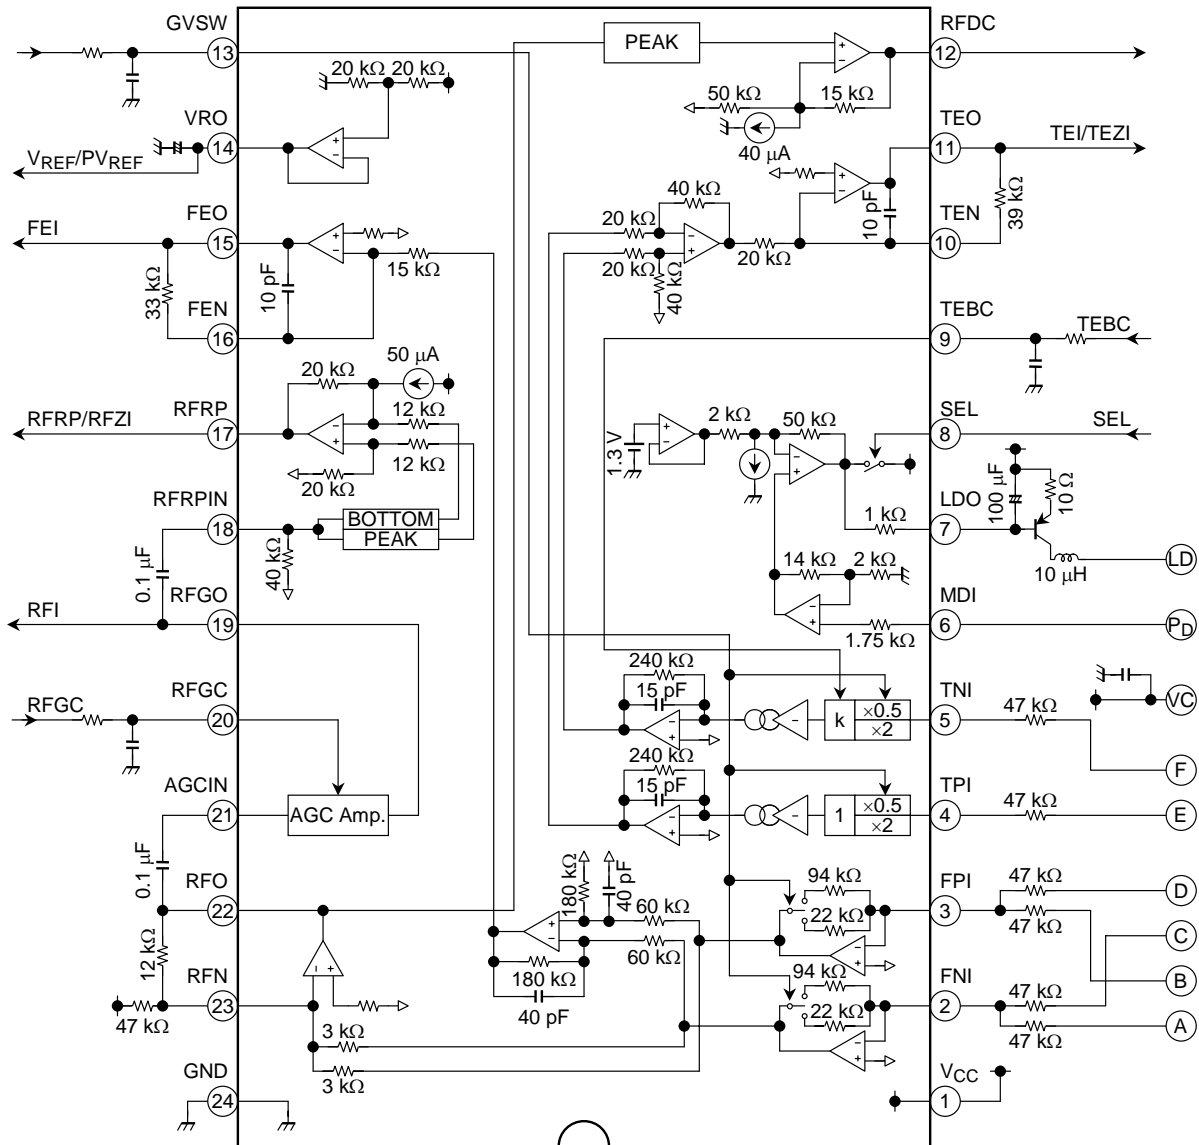 GVSW
13
PEAK
RFDC
12
20 kΩ 20 kΩ
50 kΩ
15 kΩ
40 μA
VRO
14
VREF/PVREF
TEO
11
TEI/TEZI
39 kΩ
10 pF
TEN
10
FEO
FEI
15
15 kΩ
33 kΩ
10 pF
FEN
16
40 kΩ
20 kΩ
20 kΩ
40 kΩ
20 kΩ
TEBC
9
TEBC
50 μA
20 kΩ
12 kΩ
12 kΩ
20 kΩ
RFRP
RFRP/RFZI
17
1.3 V
2 kΩ
50 kΩ
SEL
8
SEL
100 μF
10 Ω
LDO
7
1 kΩ
10 μH
LD
RFRPIN
18
BOTTOM
PEAK
40 kΩ
0.1 μF
14 kΩ
2 kΩ
1.75 kΩ
MDI
6
PD
RFGO
RFI
19
240 kΩ
15 pF
k
×0.5
×2
TNI
5
47 kΩ
VC
F
RFGC
RFGC
20
240 kΩ
15 pF
1
×0.5
×2
TPI
4
47 kΩ
E
AGCIN
21
AGC Amp.
0.1 μF
RFO
22
12 kΩ
180 kΩ
40 pF
60 kΩ
60 kΩ
180 kΩ
40 pF
94 kΩ
22 kΩ
FPI
3
47 kΩ
47 kΩ
D
C
B
RFN
23
47 kΩ
94 kΩ
22 kΩ
FNI
2
47 kΩ
47 kΩ
A
3 kΩ
3 kΩ
GND
24
VCC
1